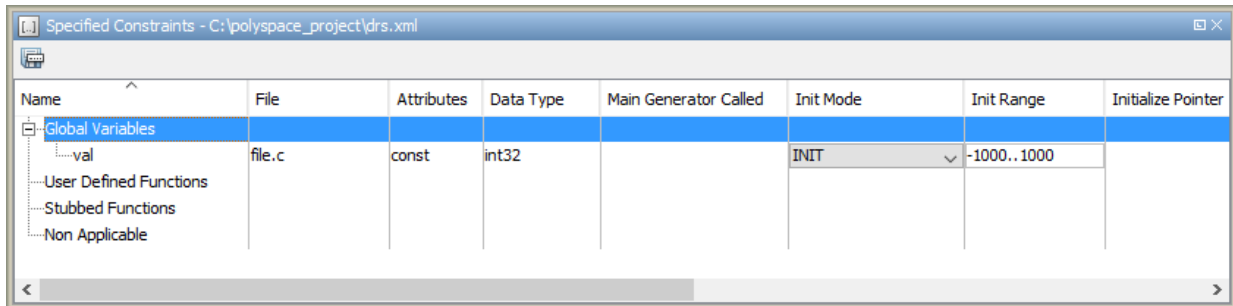 [..] Specified Constraints - C:\polyspace_project\drs.xml
Name File Attributes Data Type Main Generator Called Init Mode Init Range Initialize Pointer
Global Variables
val file.c const int32 INIT -1000..1000
User Defined Functions
Stubbed Functions
Non Applicable